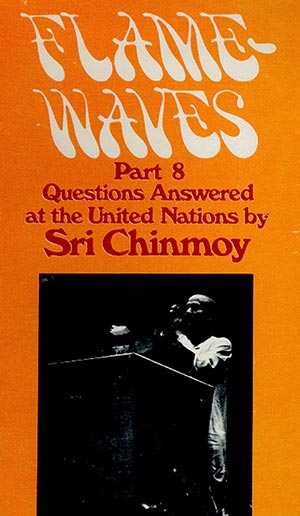 FLAME-
WAVES
Part 8
Questions Answered
at the United Nations by
Sri Chinmoy